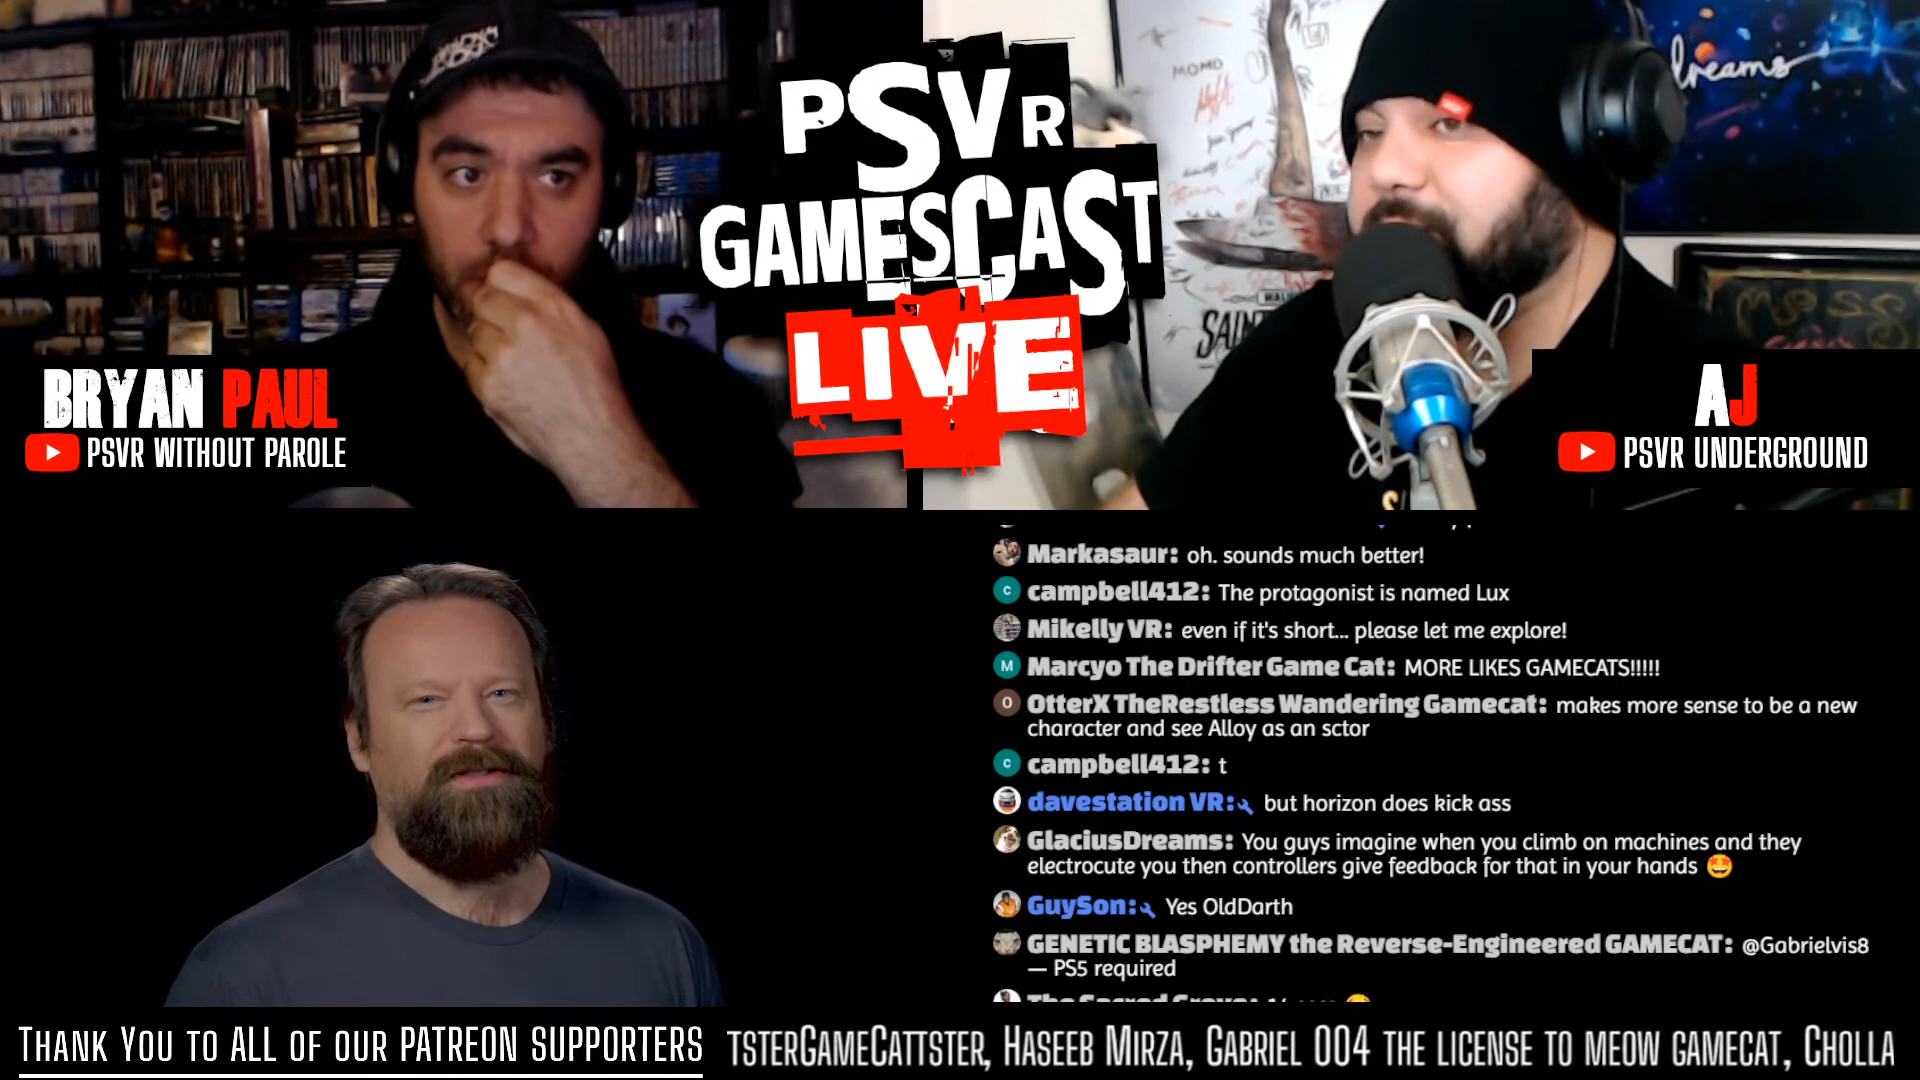 PSVR
GAMESCAST
LIVE
dreams
MOMO
BRYAN PAUL
PSVR WITHOUT PAROLE
AJ
PSVR UNDERGROUND
Markasaur: oh. sounds much better!
campbell412: The protagonist is named Lux
Mikelly VR: even if it's short... please let me explore!
Marcyo The Drifter Game Cat: MORE LIKES GAMECATS!!!!!
OtterX TheRestless Wandering Gamecat: makes more sense to be a new
character and see Alloy as an sctor
campbell412: t
davestation VR: but horizon does kick ass
GlaciusDreams: You guys imagine when you climb on machines and they
electrocute you then controllers give feedback for that in your hands 🤩
GuySon: Yes OldDarth
GENETIC BLASPHEMY the Reverse-Engineered GAMECAT: @Gabrielvis8
— PS5 required
THANK YOU TO ALL OF OUR PATREON SUPPORTERS
TSTERGAMECATTSTER, HASEEB MIRZA, GABRIEL 004 THE LICENSE TO MEOW GAMECAT, CHOLLA